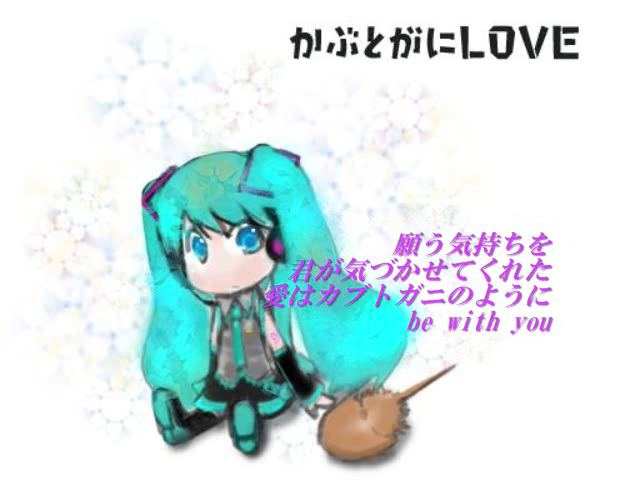 かぶとがにLOVE
願う気持ちを
君が気づかせてくれた
愛はカブトガニのように
be with you